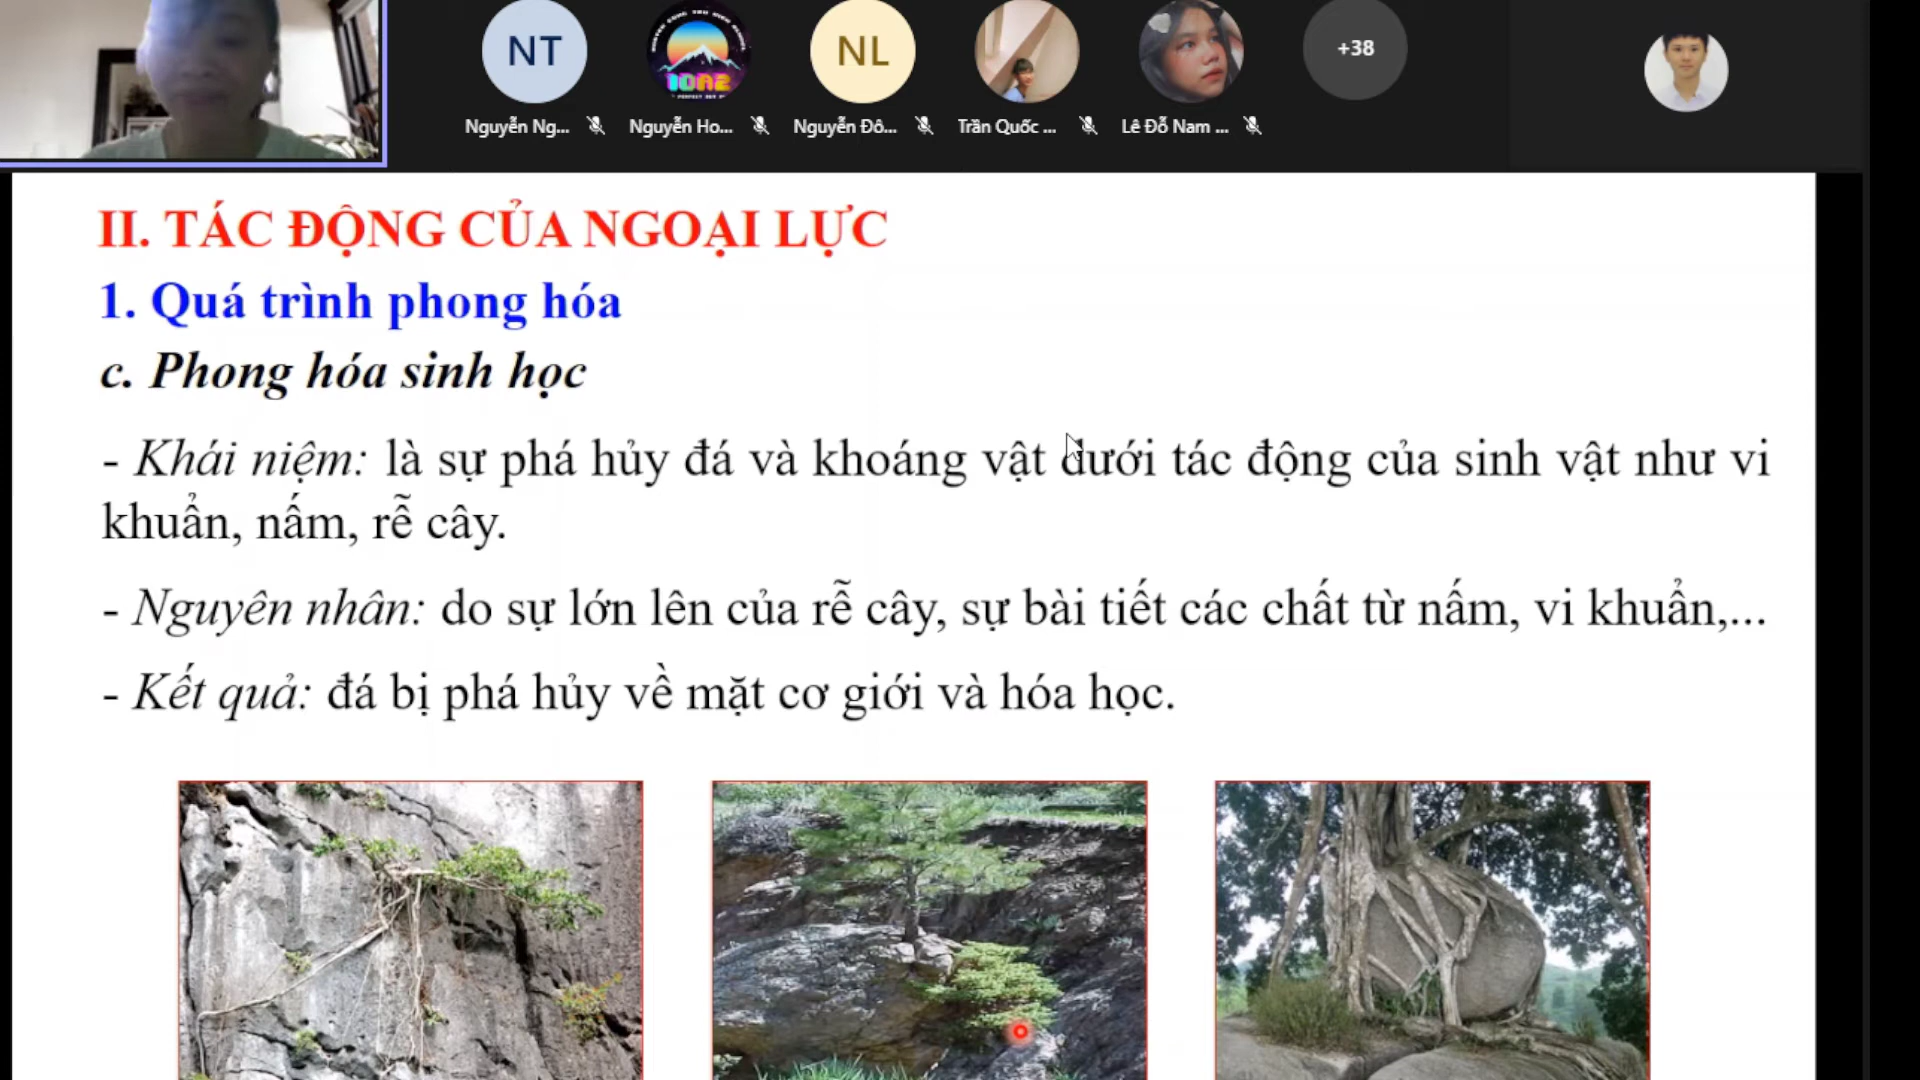 NT
NL
+38
10A2
Nguyễn Ng...
Nguyễn Ho...
Nguyễn Đô...
Trần Quốc ...
Lê Đỗ Nam ...
II. TÁC ĐỘNG CỦA NGOẠI LỰC
1. Quá trình phong hóa
c. Phong hóa sinh học
- Khái niệm: là sự phá hủy đá và khoáng vật dưới tác động của sinh vật như vi
khuẩn, nấm, rễ cây.
- Nguyên nhân: do sự lớn lên của rễ cây, sự bài tiết các chất từ nấm, vi khuẩn,...
- Kết quả: đá bị phá hủy về mặt cơ giới và hóa học.